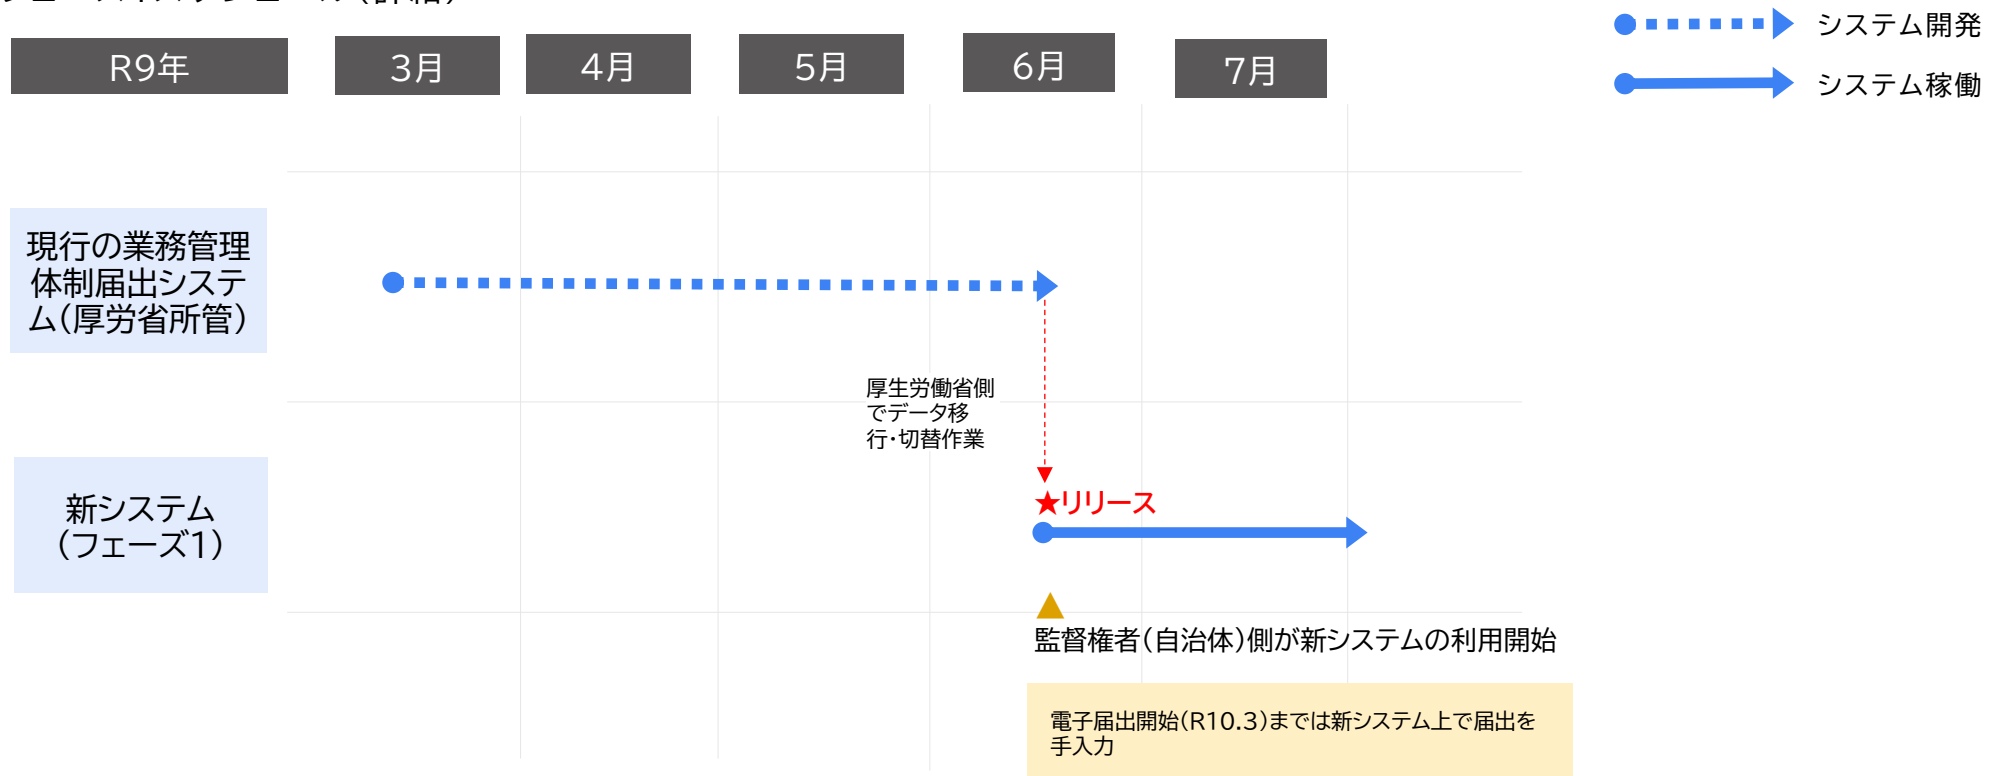 システム開発
R9年
3月
4月
5月
6月
7月
システム稼働
現行の業務管理
体制届出システ
ム(厚労省所管)
厚生労働省側
でデータ移
行・切替作業
★リリース
新システム
(フェーズ1)
監督権者(自治体)側が新システムの利用開始
電子届出開始(R10.3)までは新システム上で届出を
手入力